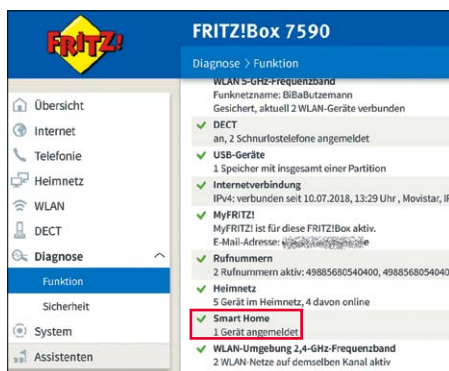 FRITZ!
FRITZ!Box 7590
Diagnose > Funktion
Übersicht
Internet
Telefonie
Heimnetz
WLAN
DECT
Diagnose
Funktion
Sicherheit
System
Assistenten
WLAN 5-GHz-Frequenzband
Funknetzname: BiBaButzemann
Gesichert, aktuell 2 WLAN-Geräte verbunden
DECT
an, 2 Schnurlostelefone angemeldet
USB-Geräte
1 Speicher mit insgesamt einer Partition
Internetverbindung
IPv4: verbunden seit 10.07.2018, 13:29 Uhr, Movistar,
MyFRITZ!
MyFRITZ! ist für diese FRITZ!Box aktiv.
E-Mail-Adresse:
Rufnummern
2 Rufnummern aktiv: 49885680540400, 4988568054040
Heimnetz
5 Gerät im Heimnetz, 4 davon online
Smart Home
1 Gerät angemeldet
WLAN-Umgebung 2,4-GHz-Frequenzband
2 WLAN-Netze auf demselben Kanal aktiv